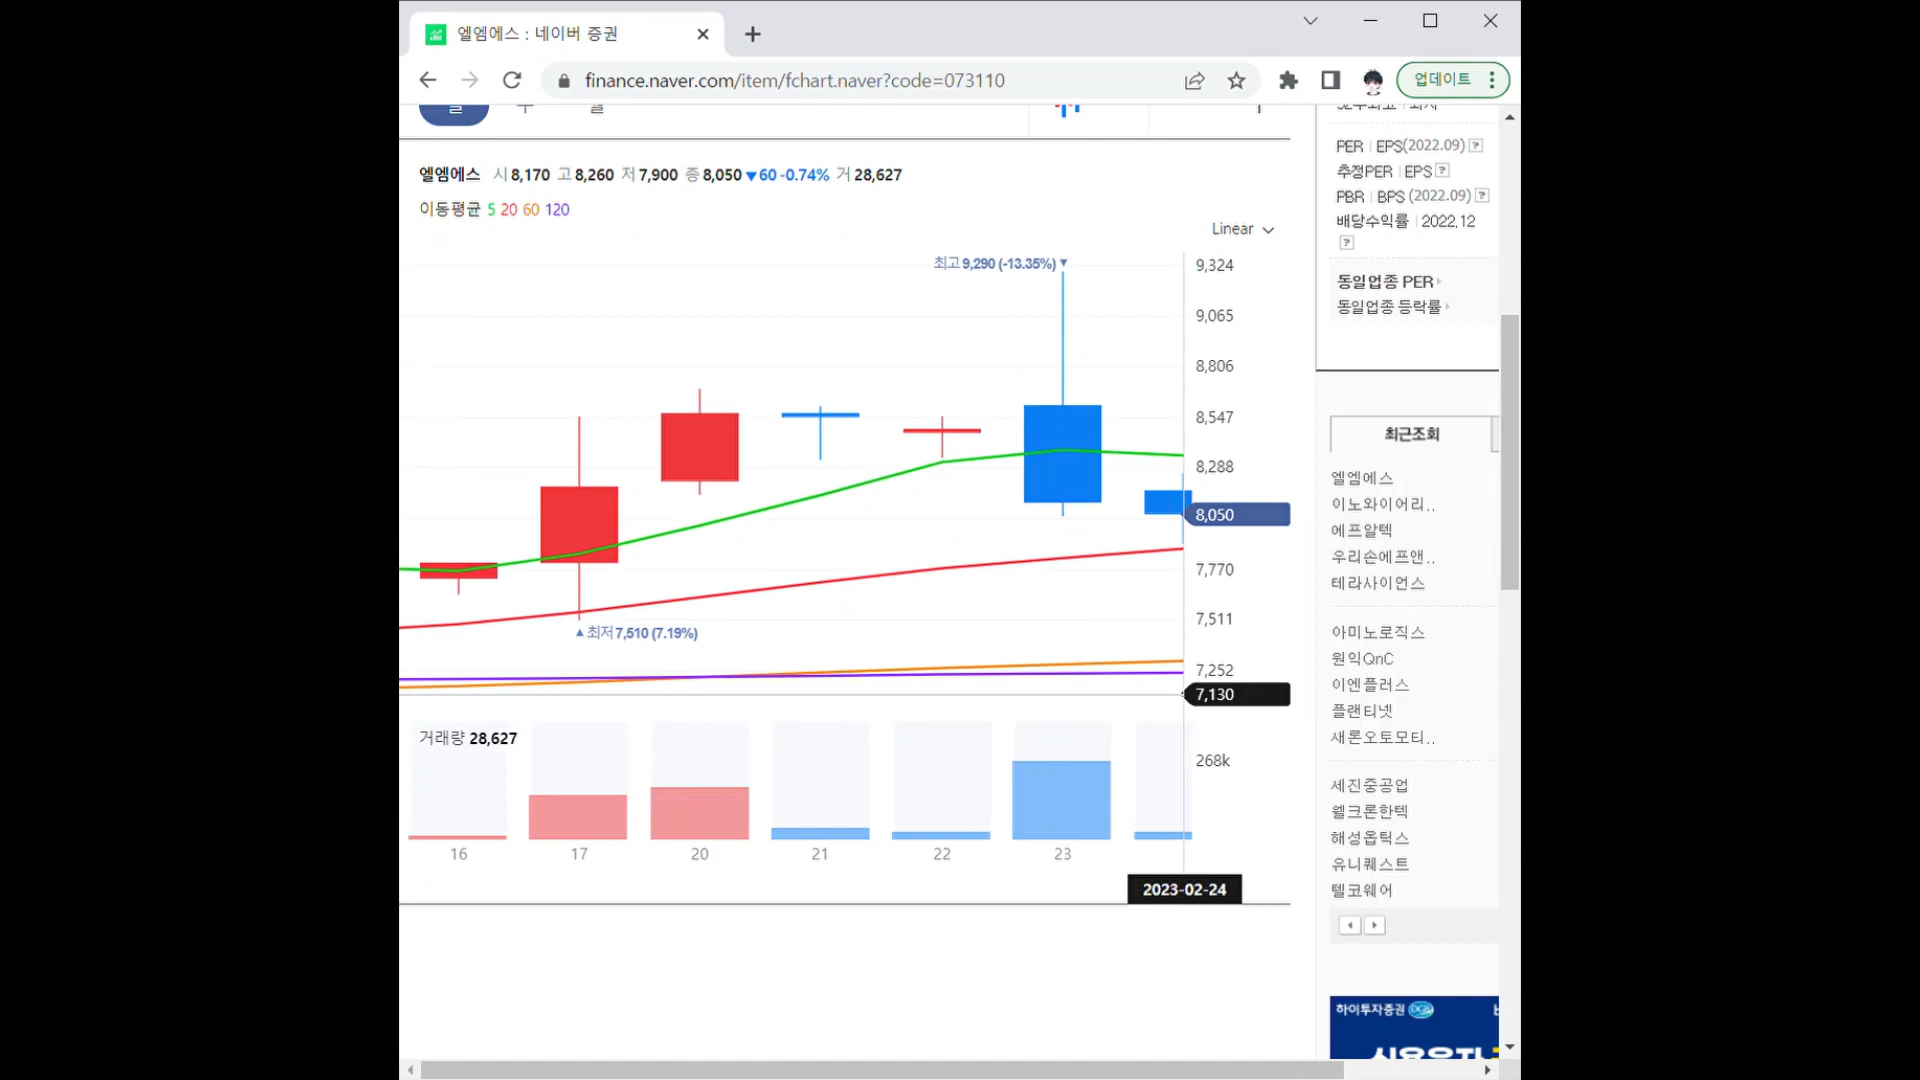 엘엠에스 : 네이버 증권
finance.naver.com/item/fchart.naver?code=073110
업데이트
엘엠에스 시 8,170 고 8,260 저 7,900 종 8,050 ▼60 -0.74% 거 28,627
이동평균 5 20 60 120
Linear
최고 9,290 (-13.35%) ▼
9,324
9,065
8,806
8,547
8,288
8,050
7,770
7,511
▲ 최저 7,510 (7.19%)
7,252
7,130
거래량 28,627
268k
16 17 20 21 22 23
2023-02-24
PER | EPS(2022.09) ?
추정PER | EPS ?
PBR | BPS (2022.09) ?
배당수익률 | 2022.12
?
동일업종 PER
동일업종 등락률
최근조회
엘엠에스
이노와이어리..
에프알텍
우리손에프앤..
테라사이언스
아미노로직스
원익QnC
이엔플러스
플랜티넷
새론오토모티..
세진중공업
웰크론한텍
해성옵틱스
유니퀘스트
텔코웨어
하이투자증권 DGB